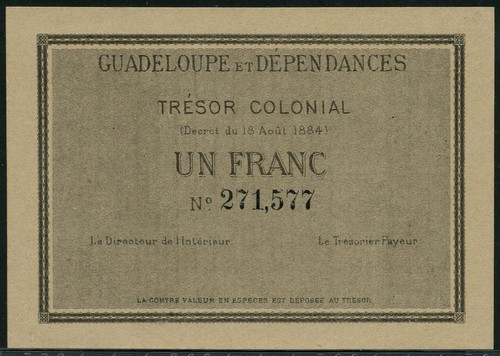 GUADELOUPE ET DÉPENDANCES
TRÉSOR COLONIAL
(Décret du 18 Août 1884)
UN FRANC
No 271,577
Le Directeur de l'Intérieur. Le Trésorier Payeur.
LA CONTRE VALEUR EN ESPÈCES EST DÉPOSÉE AU TRÉSOR.